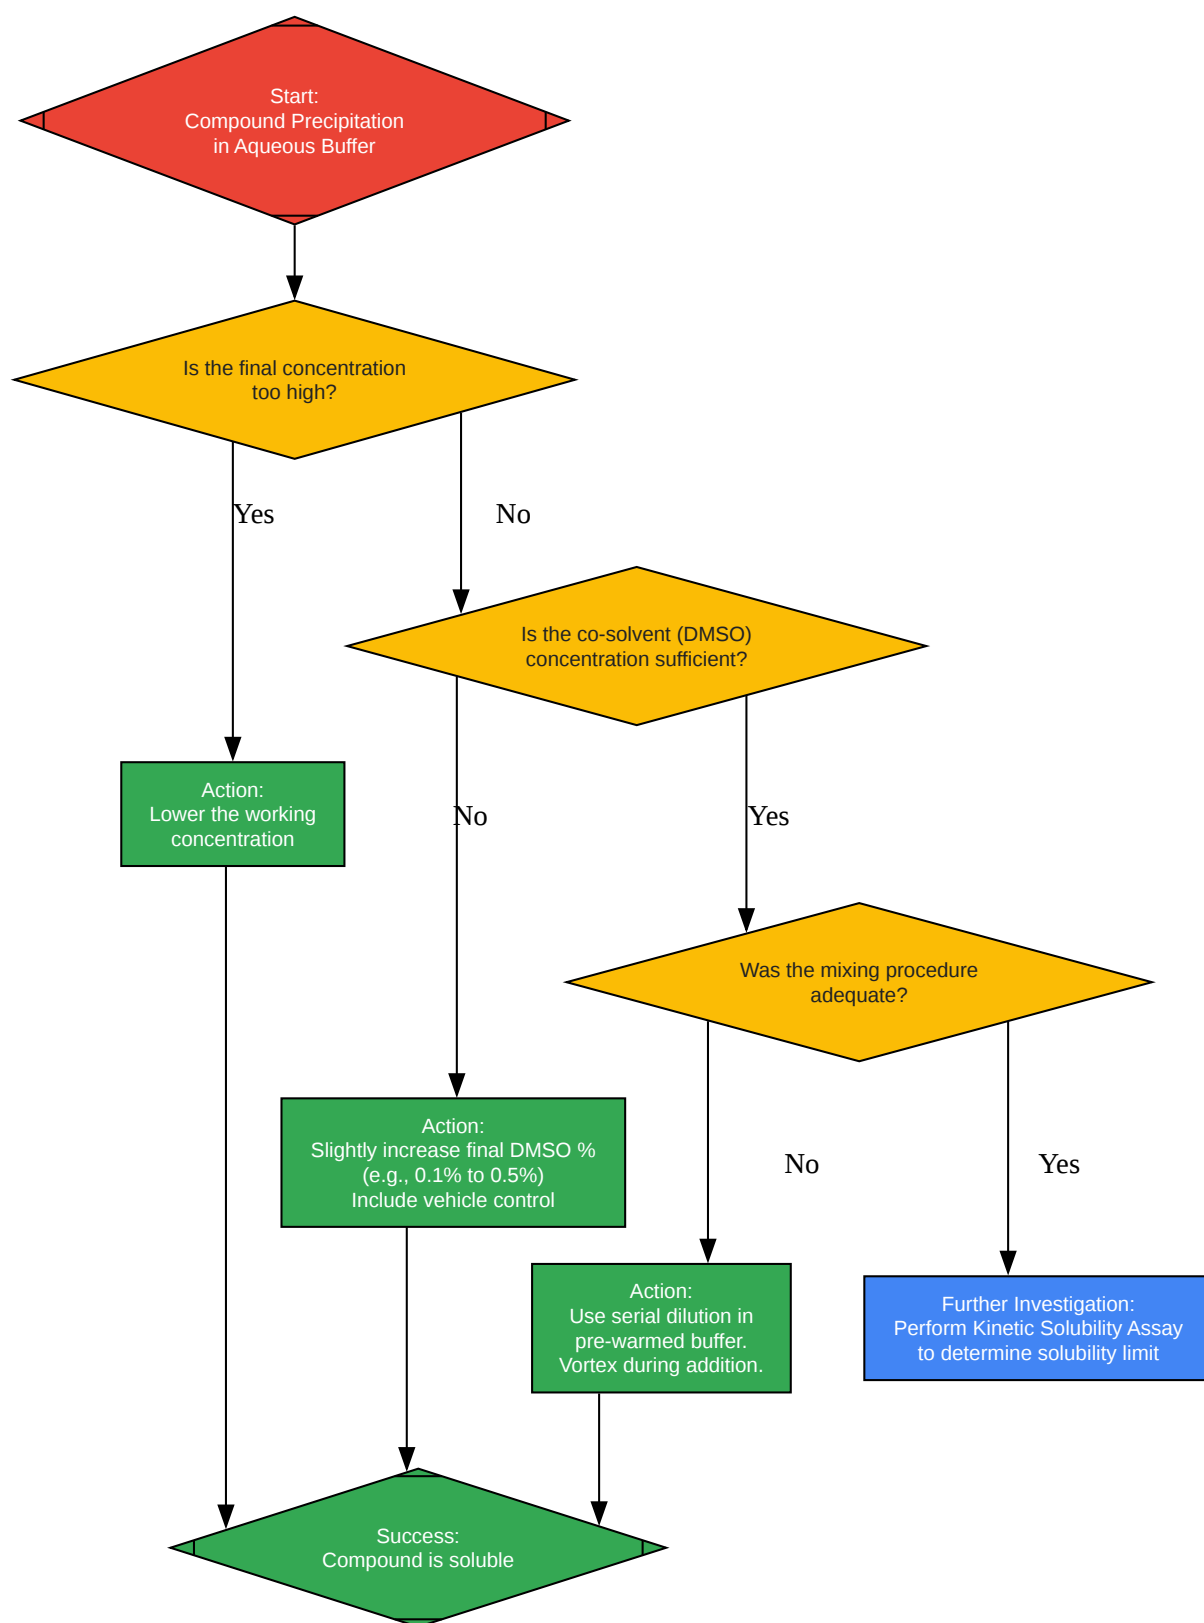 Start:
Compound Precipitation
in Aqueous Buffer
Is the final concentration
too high?
Yes
No
Is the co-solvent (DMSO)
concentration sufficient?
Action:
Lower the working
concentration
No
Yes
Was the mixing procedure
adequate?
Action:
Slightly increase final DMSO %
(e.g., 0.1% to 0.5%)
Include vehicle control
No
Yes
Action:
Use serial dilution in
pre-warmed buffer.
Vortex during addition.
Further Investigation:
Perform Kinetic Solubility Assay
to determine solubility limit
Success:
Compound is soluble